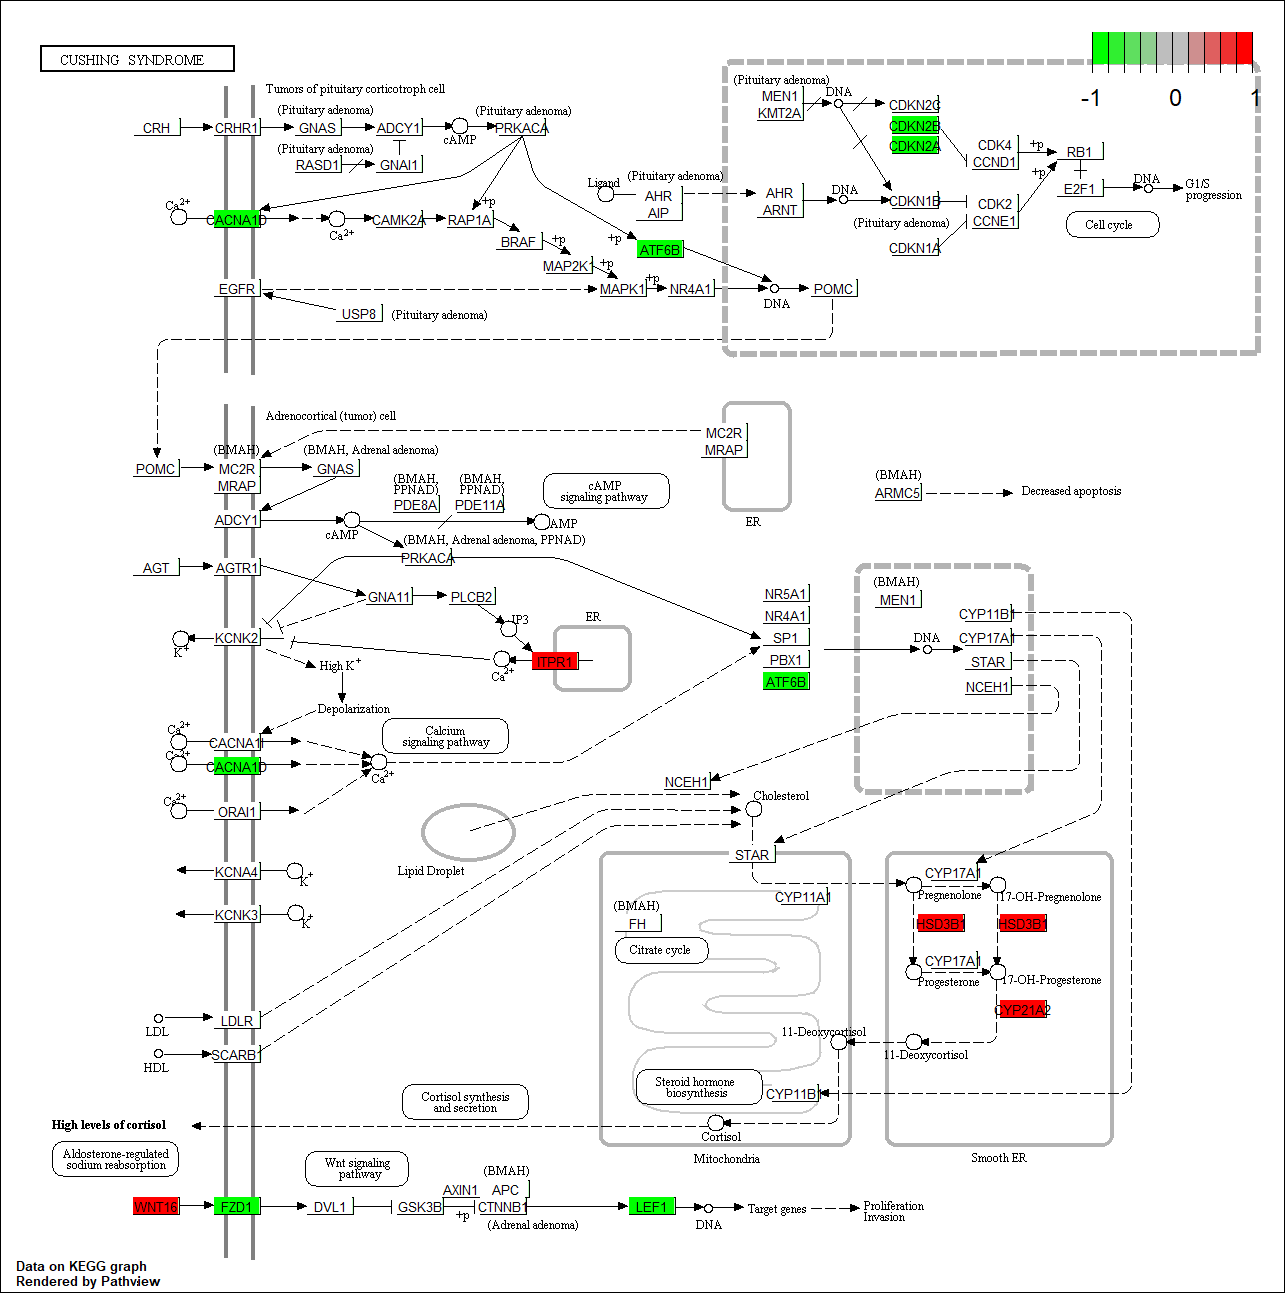 CUSHING SYNDROME
-1 0 1
Tumors of pituitary corticotroph cell
(Pituitary adenoma)
(Pituitary adenoma)
CRH
CRHR1
GNAS
ADCY1
cAMP
PRKACA
(Pituitary adenoma)
RASD1
GNAI1
Ca2+
CACNA1D
Ca2+
CAMK2A
RAP1A
+p
BRAF
+p
MAP2K1
+p
MAPK1
+p
NR4A1
EGFR
USP8
(Pituitary adenoma)
+p
ATF6B
DNA
POMC
(Pituitary adenoma)
MEN1
KMT2A
DNA
CDKN2C
CDKN2B
CDKN2A
CDK4
CCND1
+p
RB1
+p
E2F1
DNA
G1/S
progression
Ligand
(Pituitary adenoma)
AHR
AIP
AHR
ARNT
DNA
CDKN1B
(Pituitary adenoma)
CDKN1A
CDK2
CCNE1
Cell cycle
Adrenocortical (tumor) cell
MC2R
MRAP
ER
(BMAH)
(BMAH, Adrenal adenoma)
POMC
MC2R
MRAP
GNAS
(BMAH,
PPNAD)
PDE8A
(BMAH,
PPNAD)
PDE11A
cAMP
signaling pathway
(BMAH)
ARMC5
Decreased apoptosis
ADCY1
cAMP
AMP
(BMAH, Adrenal adenoma, PPNAD)
PRKACA
AGT
AGTR1
GNA11
PLCB2
IP3
ER
ITPR1
Ca2+
K+
KCNK2
High K+
Depolarization
NR5A1
NR4A1
SP1
PBX1
ATF6B
(BMAH)
MEN1
DNA
CYP11B1
CYP17A1
STAR
NCEH1
Ca2+
CACNA1I
Ca2+
CACNA1D
Calcium
signaling pathway
Ca2+
Ca2+
ORAI1
NCEH1
Cholesterol
Lipid Droplet
KCNA4
K+
KCNK3
K+
STAR
CYP11A1
(BMAH)
FH
Citrate cycle
CYP17A1
Pregnenolone
17-OH-Pregnenolone
HSD3B1
HSD3B1
CYP17A1
Progesterone
17-OH-Progesterone
CYP21A2
LDL
LDLR
HDL
SCARB1
11-Deoxycortisol
11-Deoxycortisol
Steroid hormone
biosynthesis
CYP11B1
Cortisol synthesis
and secretion
High levels of cortisol
Cortisol
Mitochondria
Smooth ER
Aldosterone-regulated
sodium reabsorption
Wnt signaling
pathway
(BMAH)
WNT16
FZD1
DVL1
GSK3B
AXIN1
+p
APC
CTNNB1
(Adrenal adenoma)
LEF1
DNA
Target genes
Proliferation
Invasion
Data on KEGG graph
Rendered by Pathview